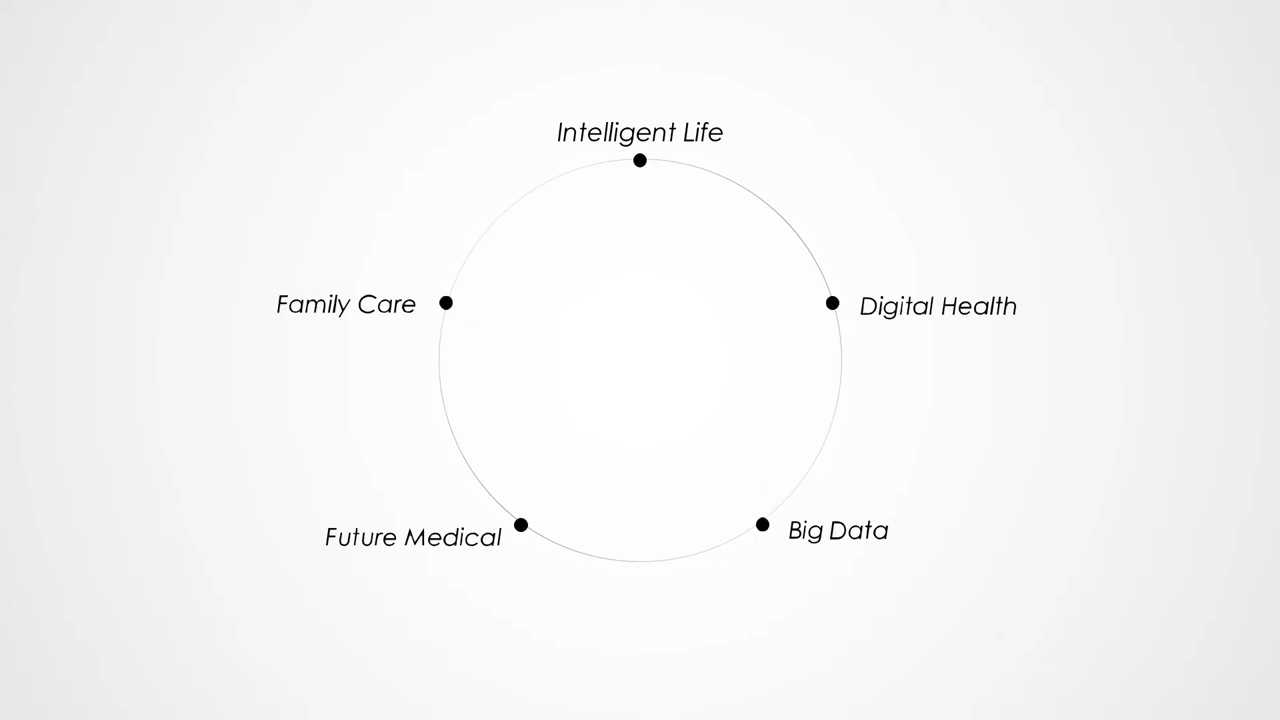 Intelligent Life
Family Care
Digital Health
Future Medical
Big Data